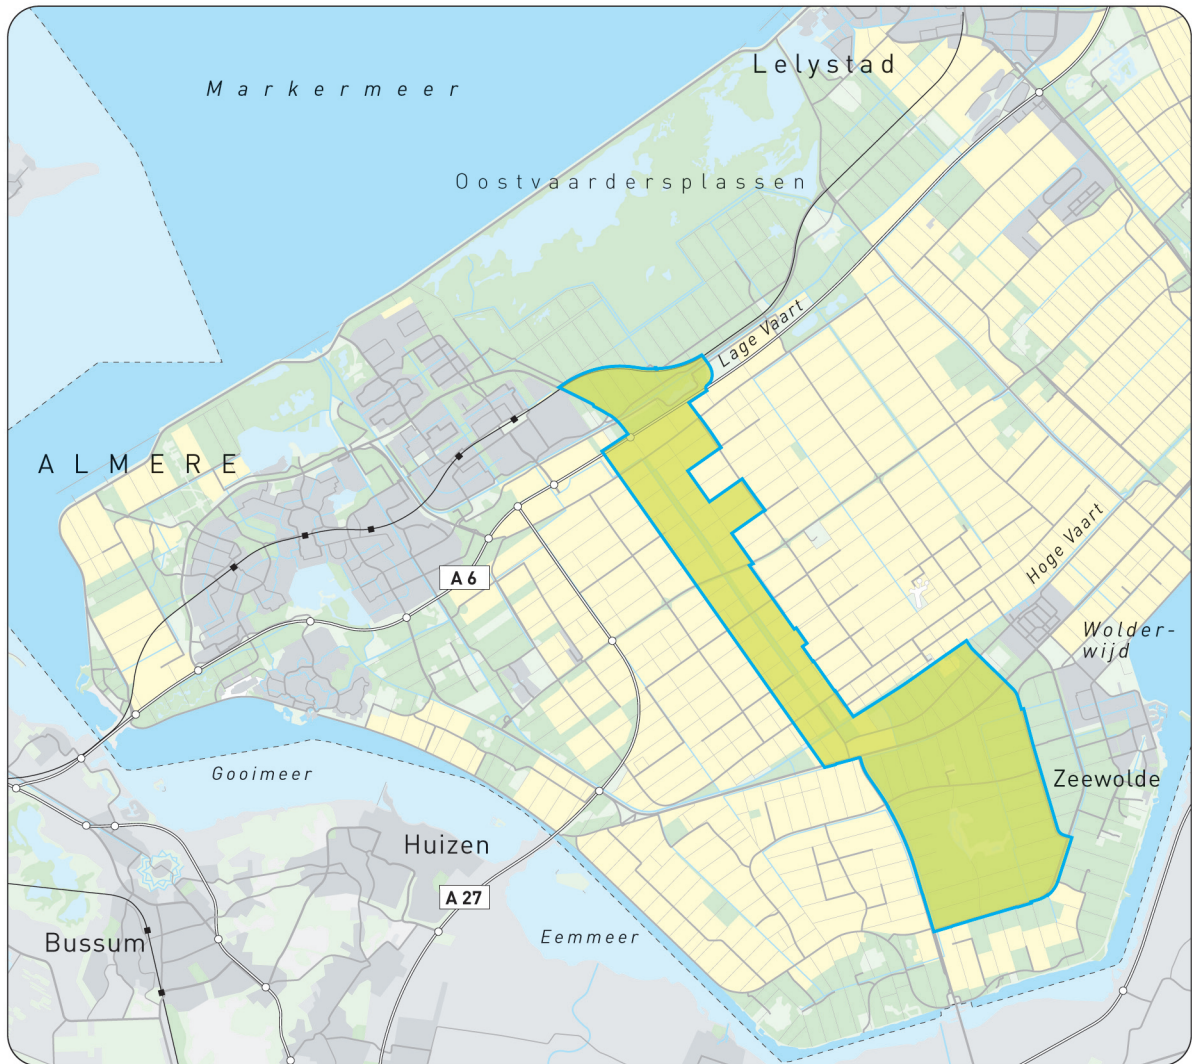 Lelystad
Markermeer
Oostvaardersplassen
Lage Vaart
ALMERE
Hoge Vaart
A 6
Wolder-
wijd
Gooimeer
Zeewolde
Huizen
A 27
Eemmeer
Bussum